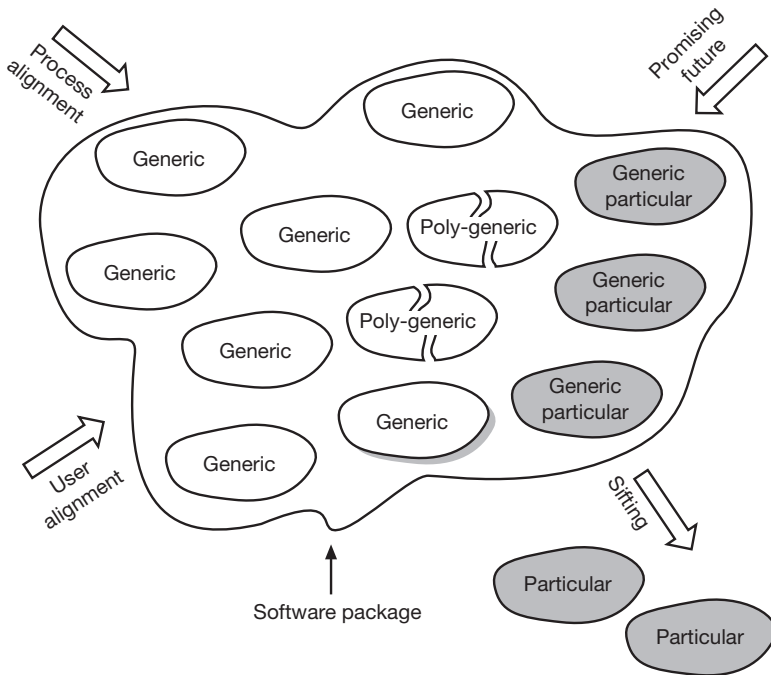 Process
alignment
Promising
future
Generic
Generic
Generic
particular
Generic
Poly-generic
Generic
Generic
particular
Poly-generic
Generic
Generic
particular
Generic
Generic
User
alignment
Sifting
Particular
Software package
Particular